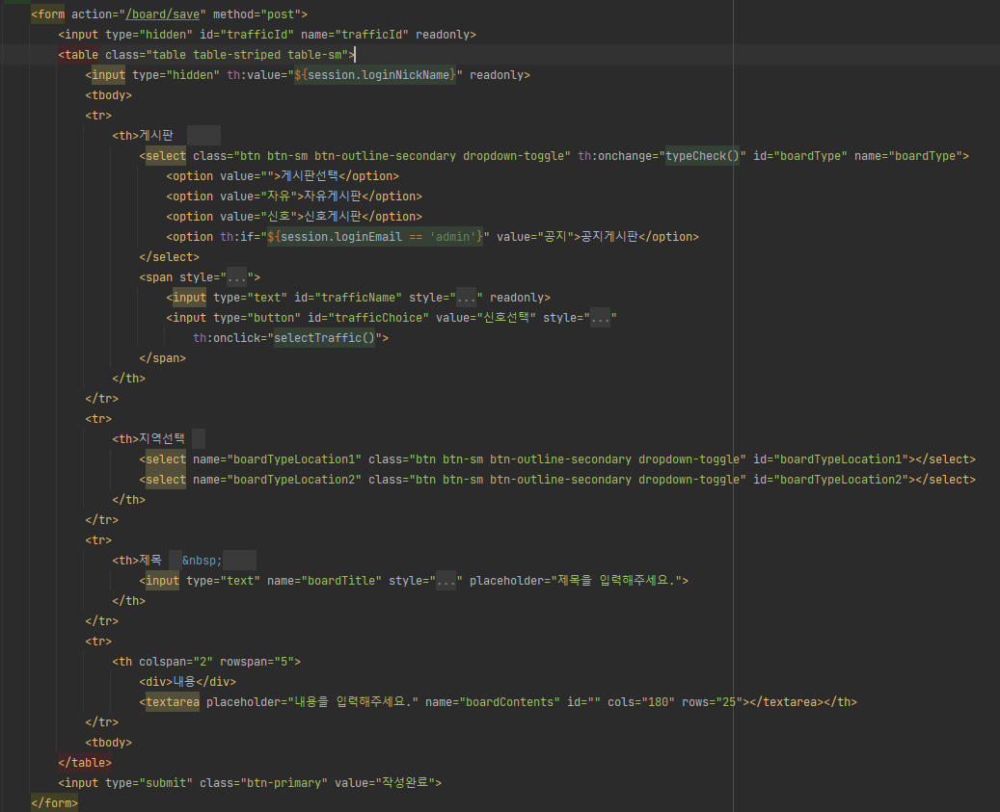 <form action="/board/save" method="post">
<input type="hidden" id="trafficId" name="trafficId" readonly>
<table class="table table-striped table-sm">
<input type="hidden" th:value="${session.loginNickName}" readonly>
<tbody>
<tr>
<th>게시판
<select class="btn btn-sm btn-outline-secondary dropdown-toggle" th:onchange="typeCheck()" id="boardType" name="boardType">
<option value="">게시판선택</option>
<option value="자유">자유게시판</option>
<option value="신호">신호게시판</option>
<option th:if="${session.loginEmail == 'admin'}" value="공지">공지게시판</option>
</select>
<span style="...">
<input type="text" id="trafficName" style="..." readonly>
<input type="button" id="trafficChoice" value="신호선택" style="..."
th:onclick="selectTraffic()">
</span>
</th>
</tr>
<tr>
<th>지역선택
<select name="boardTypeLocation1" class="btn btn-sm btn-outline-secondary dropdown-toggle" id="boardTypeLocation1"></select>
<select name="boardTypeLocation2" class="btn btn-sm btn-outline-secondary dropdown-toggle" id="boardTypeLocation2"></select>
</th>
</tr>
<tr>
<th>제목 &nbsp;
<input type="text" name="boardTitle" style="..." placeholder="제목을 입력해주세요.">
</th>
</tr>
<tr>
<th colspan="2" rowspan="5">
<div>내용</div>
<textarea placeholder="내용을 입력해주세요." name="boardContents" id="" cols="180" rows="25"></textarea></th>
</tr>
<tbody>
</table>
<input type="submit" class="btn-primary" value="작성완료">
</form>